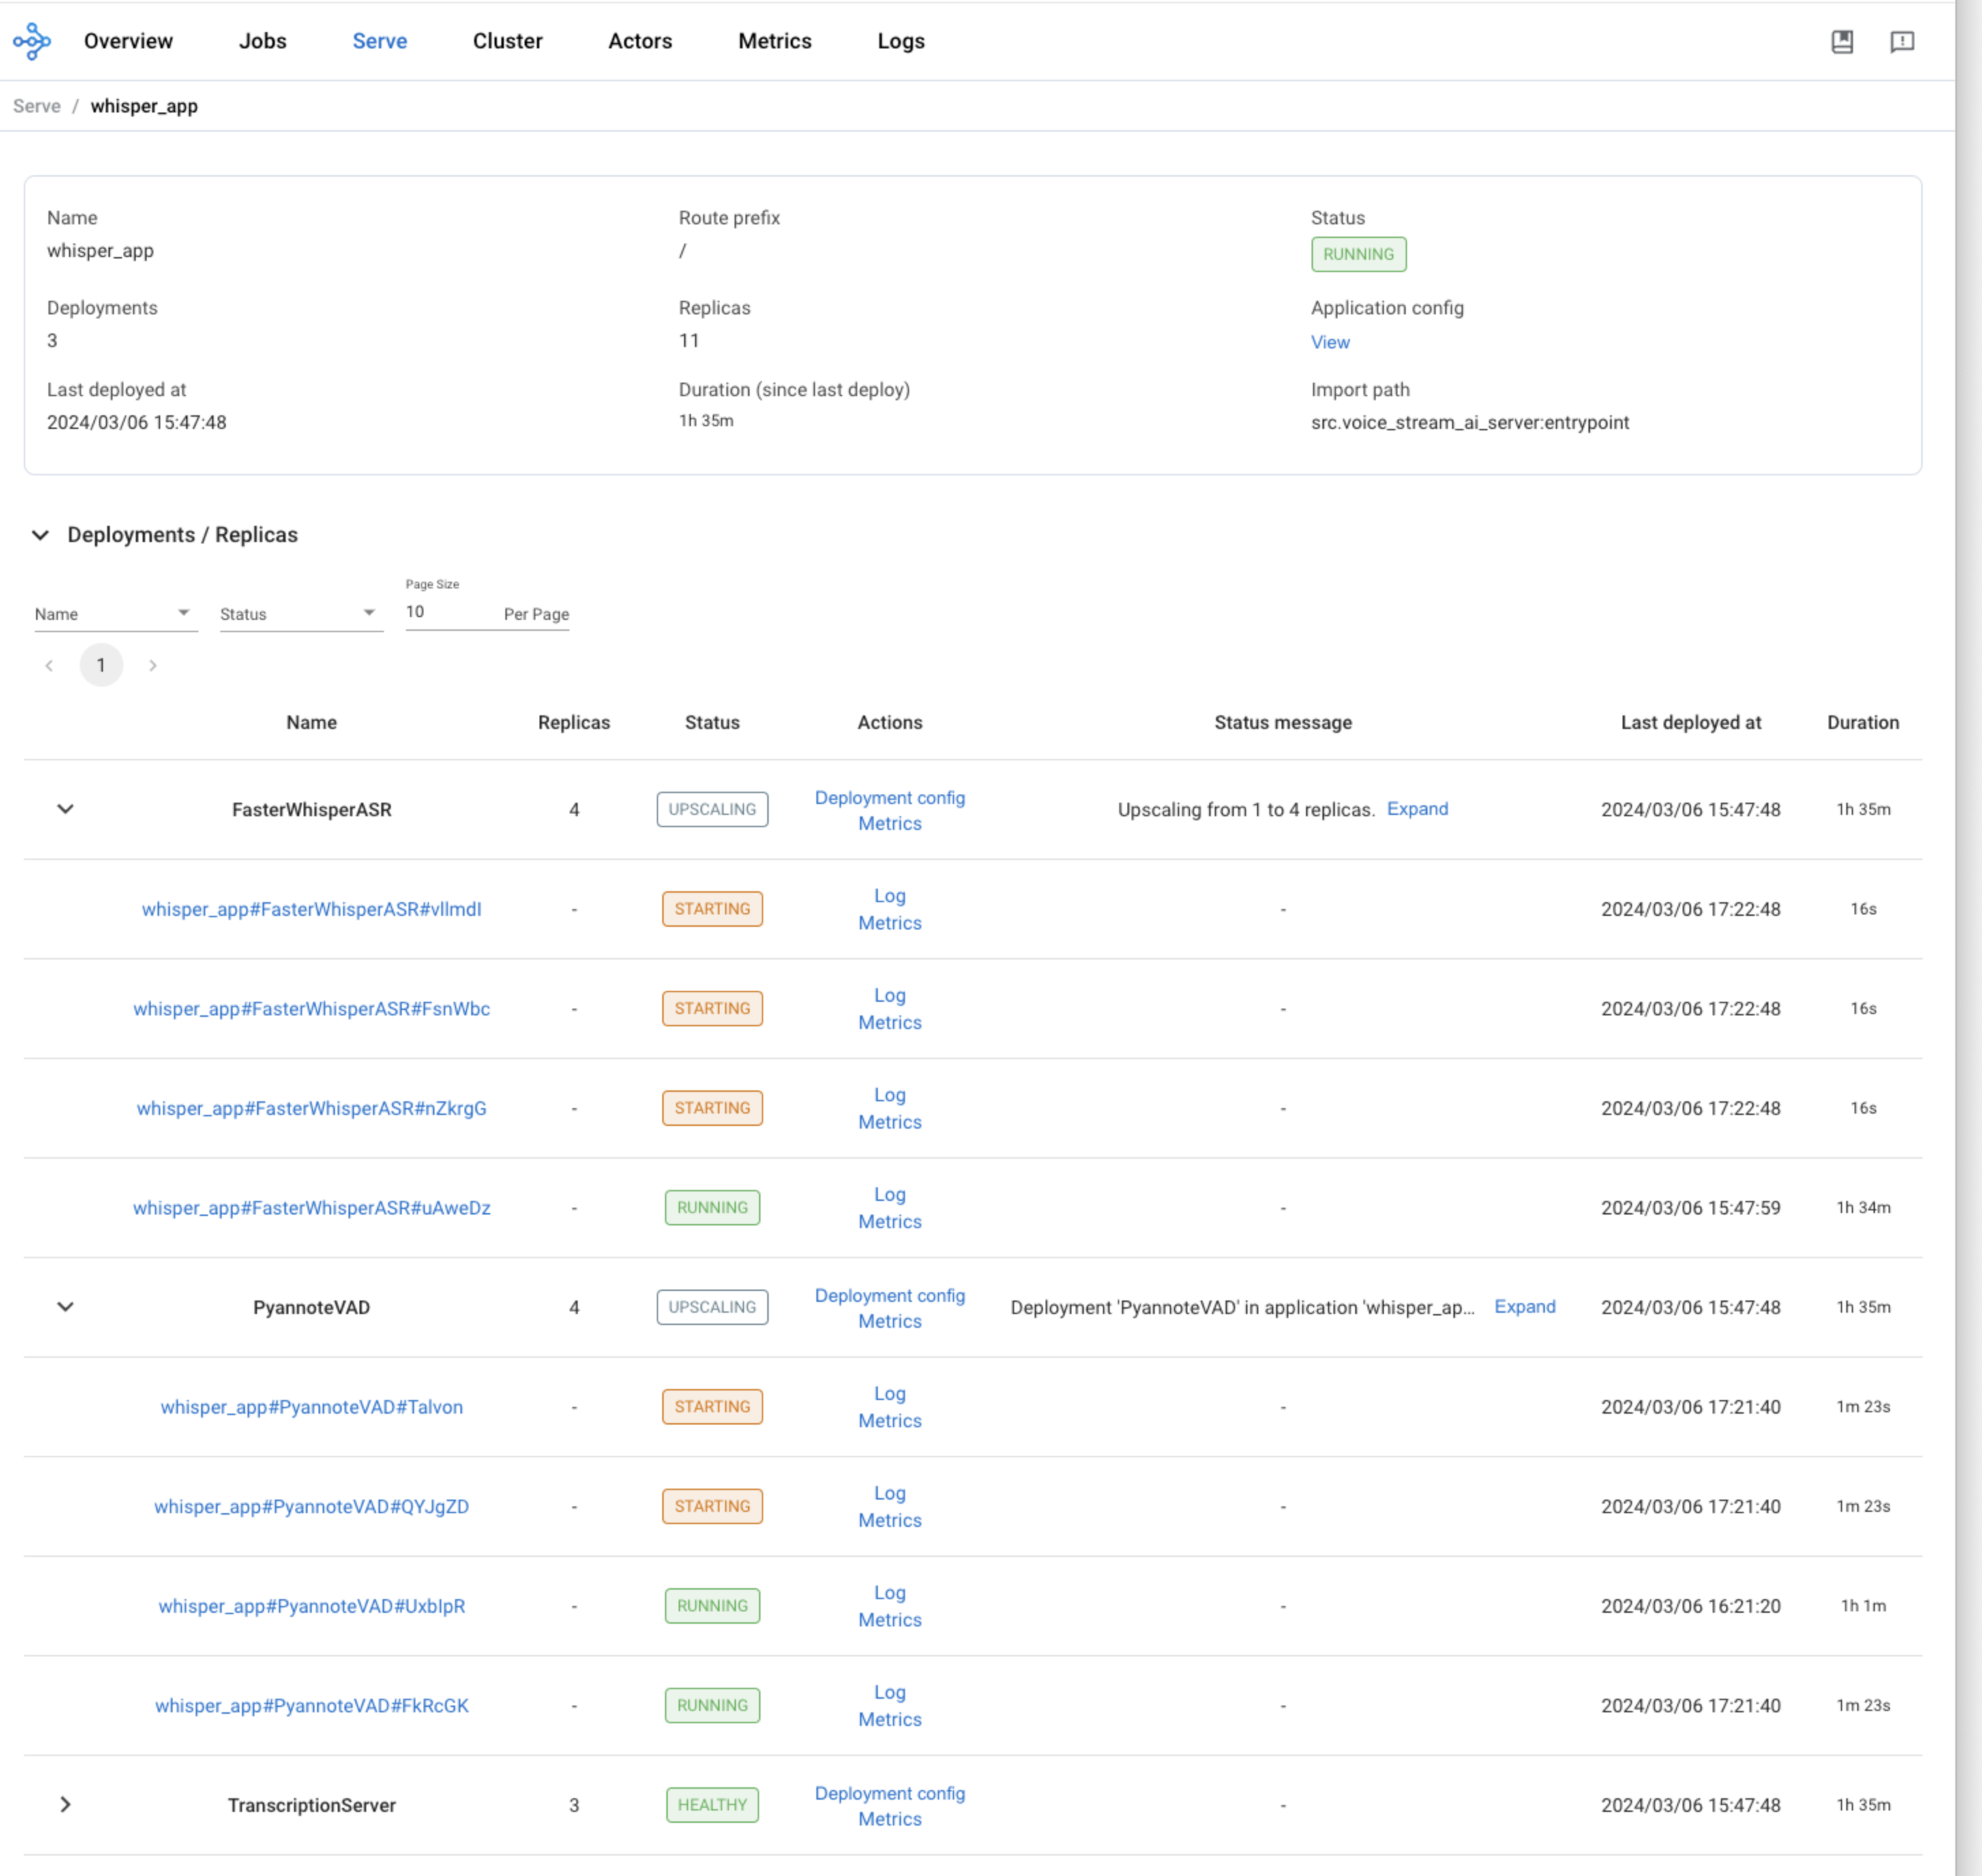 Overview Jobs Serve Cluster Actors Metrics Logs
Serve / whisper_app
Name Route prefix Status
whisper_app / RUNNING
Deployments Replicas Application config
3 11 View
Last deployed at Duration (since last deploy) Import path
2024/03/06 15:47:48 1h 35m src.voice_stream_ai_server:entrypoint
Deployments / Replicas
Page Size
Name Status 10 Per Page
1
Name Replicas Status Actions Status message Last deployed at Duration
FasterWhisperASR 4 UPSCALING Deployment config Metrics Upscaling from 1 to 4 replicas. Expand 2024/03/06 15:47:48 1h 35m
whisper_app#FasterWhisperASR#vllmdI - STARTING Log Metrics - 2024/03/06 17:22:48 16s
whisper_app#FasterWhisperASR#FsnWbc - STARTING Log Metrics - 2024/03/06 17:22:48 16s
whisper_app#FasterWhisperASR#nZkrgG - STARTING Log Metrics - 2024/03/06 17:22:48 16s
whisper_app#FasterWhisperASR#uAweDz - RUNNING Log Metrics - 2024/03/06 15:47:59 1h 34m
PyannoteVAD 4 UPSCALING Deployment config Metrics Deployment 'PyannoteVAD' in application 'whisper_ap... Expand 2024/03/06 15:47:48 1h 35m
whisper_app#PyannoteVAD#Talvon - STARTING Log Metrics - 2024/03/06 17:21:40 1m 23s
whisper_app#PyannoteVAD#QYJgZD - STARTING Log Metrics - 2024/03/06 17:21:40 1m 23s
whisper_app#PyannoteVAD#UxbIpR - RUNNING Log Metrics - 2024/03/06 16:21:20 1h 1m
whisper_app#PyannoteVAD#FkRcGK - RUNNING Log Metrics - 2024/03/06 17:21:40 1m 23s
TranscriptionServer 3 HEALTHY Deployment config Metrics - 2024/03/06 15:47:48 1h 35m